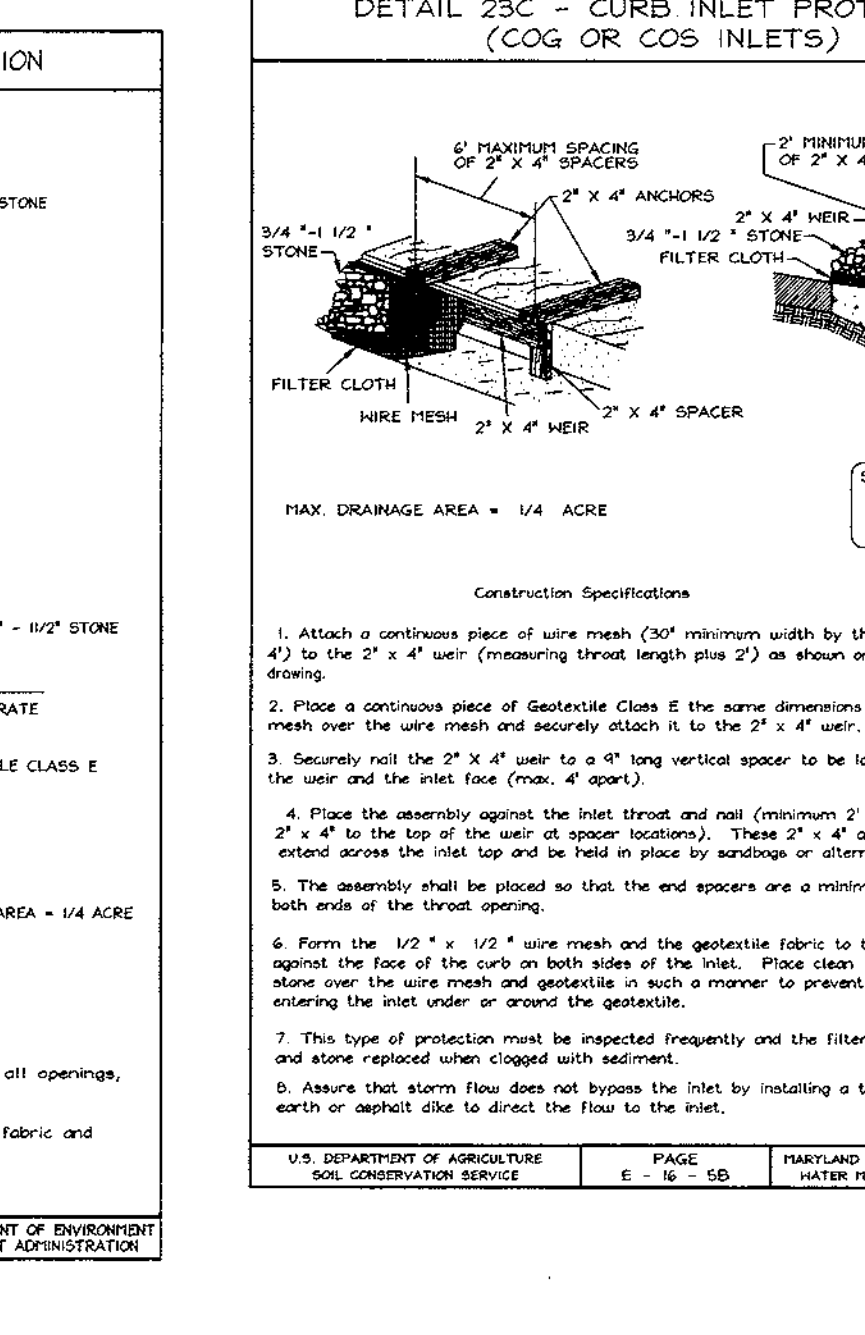 ION
STONE
" - 11/2" STONE
RATE
LE CLASS E
AREA = 1/4 ACRE
all openings,
fabric and
NT OF ENVIRONMENT
T ADMINISTRATION
DETAIL 23C - CURB INLET PROT
(COG OR COS INLETS)
6' MAXIMUM SPACING
OF 2" X 4" SPACERS
2" X 4" ANCHORS
3/4 "-1 1/2 "
STONE
FILTER CLOTH
WIRE MESH
2" X 4" WEIR
2" X 4" SPACER
2' MINIMU
OF 2" X 4
2" X 4" WEIR
3/4 "-1 1/2 " STONE
FILTER CLOTH
S
MAX. DRAINAGE AREA = 1/4 ACRE
Construction Specifications
1. Attach a continuous piece of wire mesh (30" minimum width by th
4') to the 2" x 4" weir (measuring throat length plus 2') as shown o
drawing.
2. Place a continuous piece of Geotextile Class E the same dimensions
mesh over the wire mesh and securely attach it to the 2" x 4" weir.
3. Securely nail the 2" X 4" weir to a 9" long vertical spacer to be lo
the weir and the inlet face (max. 4' apart).
4. Place the assembly against the inlet throat and nail (minimum 2'
2" x 4" to the top of the weir at spacer locations). These 2" x 4" a
extend across the inlet top and be held in place by sandbags or altern
5. The assembly shall be placed so that the end spacers are a minim
both ends of the throat opening.
6. Form the 1/2 " x 1/2 " wire mesh and the geotextile fabric to t
against the face of the curb on both sides of the inlet. Place clean
stone over the wire mesh and geotextile in such a manner to prevent
entering the inlet under or around the geotextile.
7. This type of protection must be inspected frequently and the filter
and stone replaced when clogged with sediment.
8. Assure that storm flow does not bypass the inlet by installing a t
earth or asphalt dike to direct the flow to the inlet.
U.S. DEPARTMENT OF AGRICULTURE
SOIL CONSERVATION SERVICE
PAGE
E - 16 - 5B
MARYLAND
WATER M